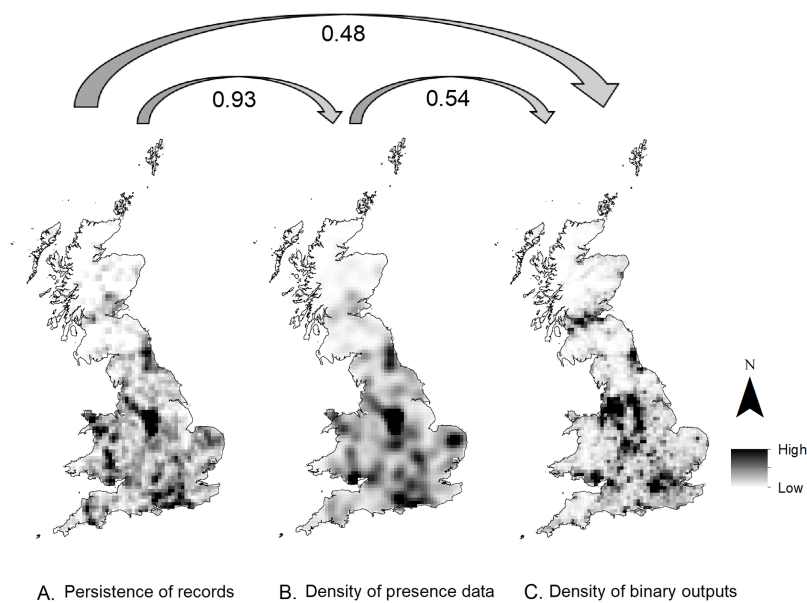 0.48
0.93
0.54
N
High
Low
A. Persistence of records
B. Density of presence data
C. Density of binary outputs